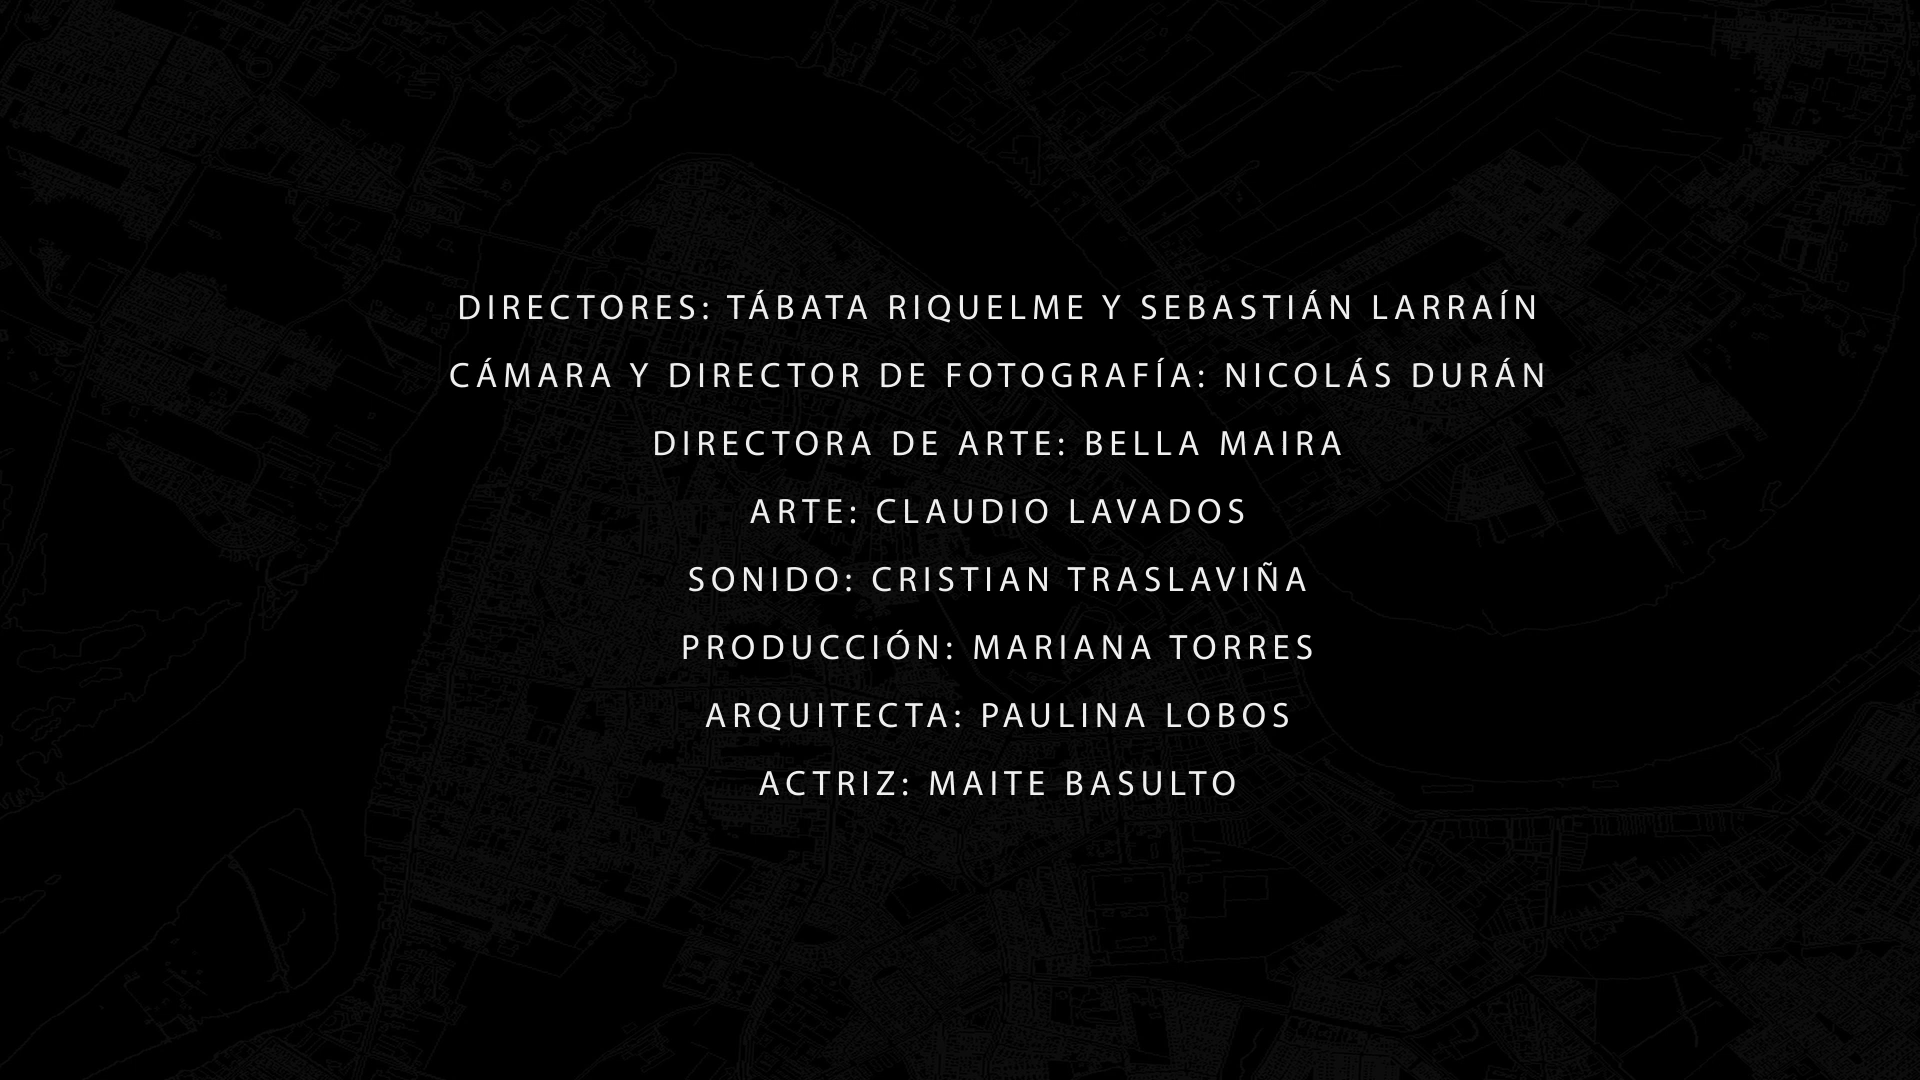 DIRECTORES: TÁBATA RIQUELME Y SEBASTIÁN LARRAÍN
CÁMARA Y DIRECTOR DE FOTOGRAFÍA: NICOLÁS DURÁN
DIRECTORA DE ARTE: BELLA MAIRA
ARTE: CLAUDIO LAVADOS
SONIDO: CRISTIAN TRASLAVIÑA
PRODUCCIÓN: MARIANA TORRES
ARQUITECTA: PAULINA LOBOS
ACTRIZ: MAITE BASULTO